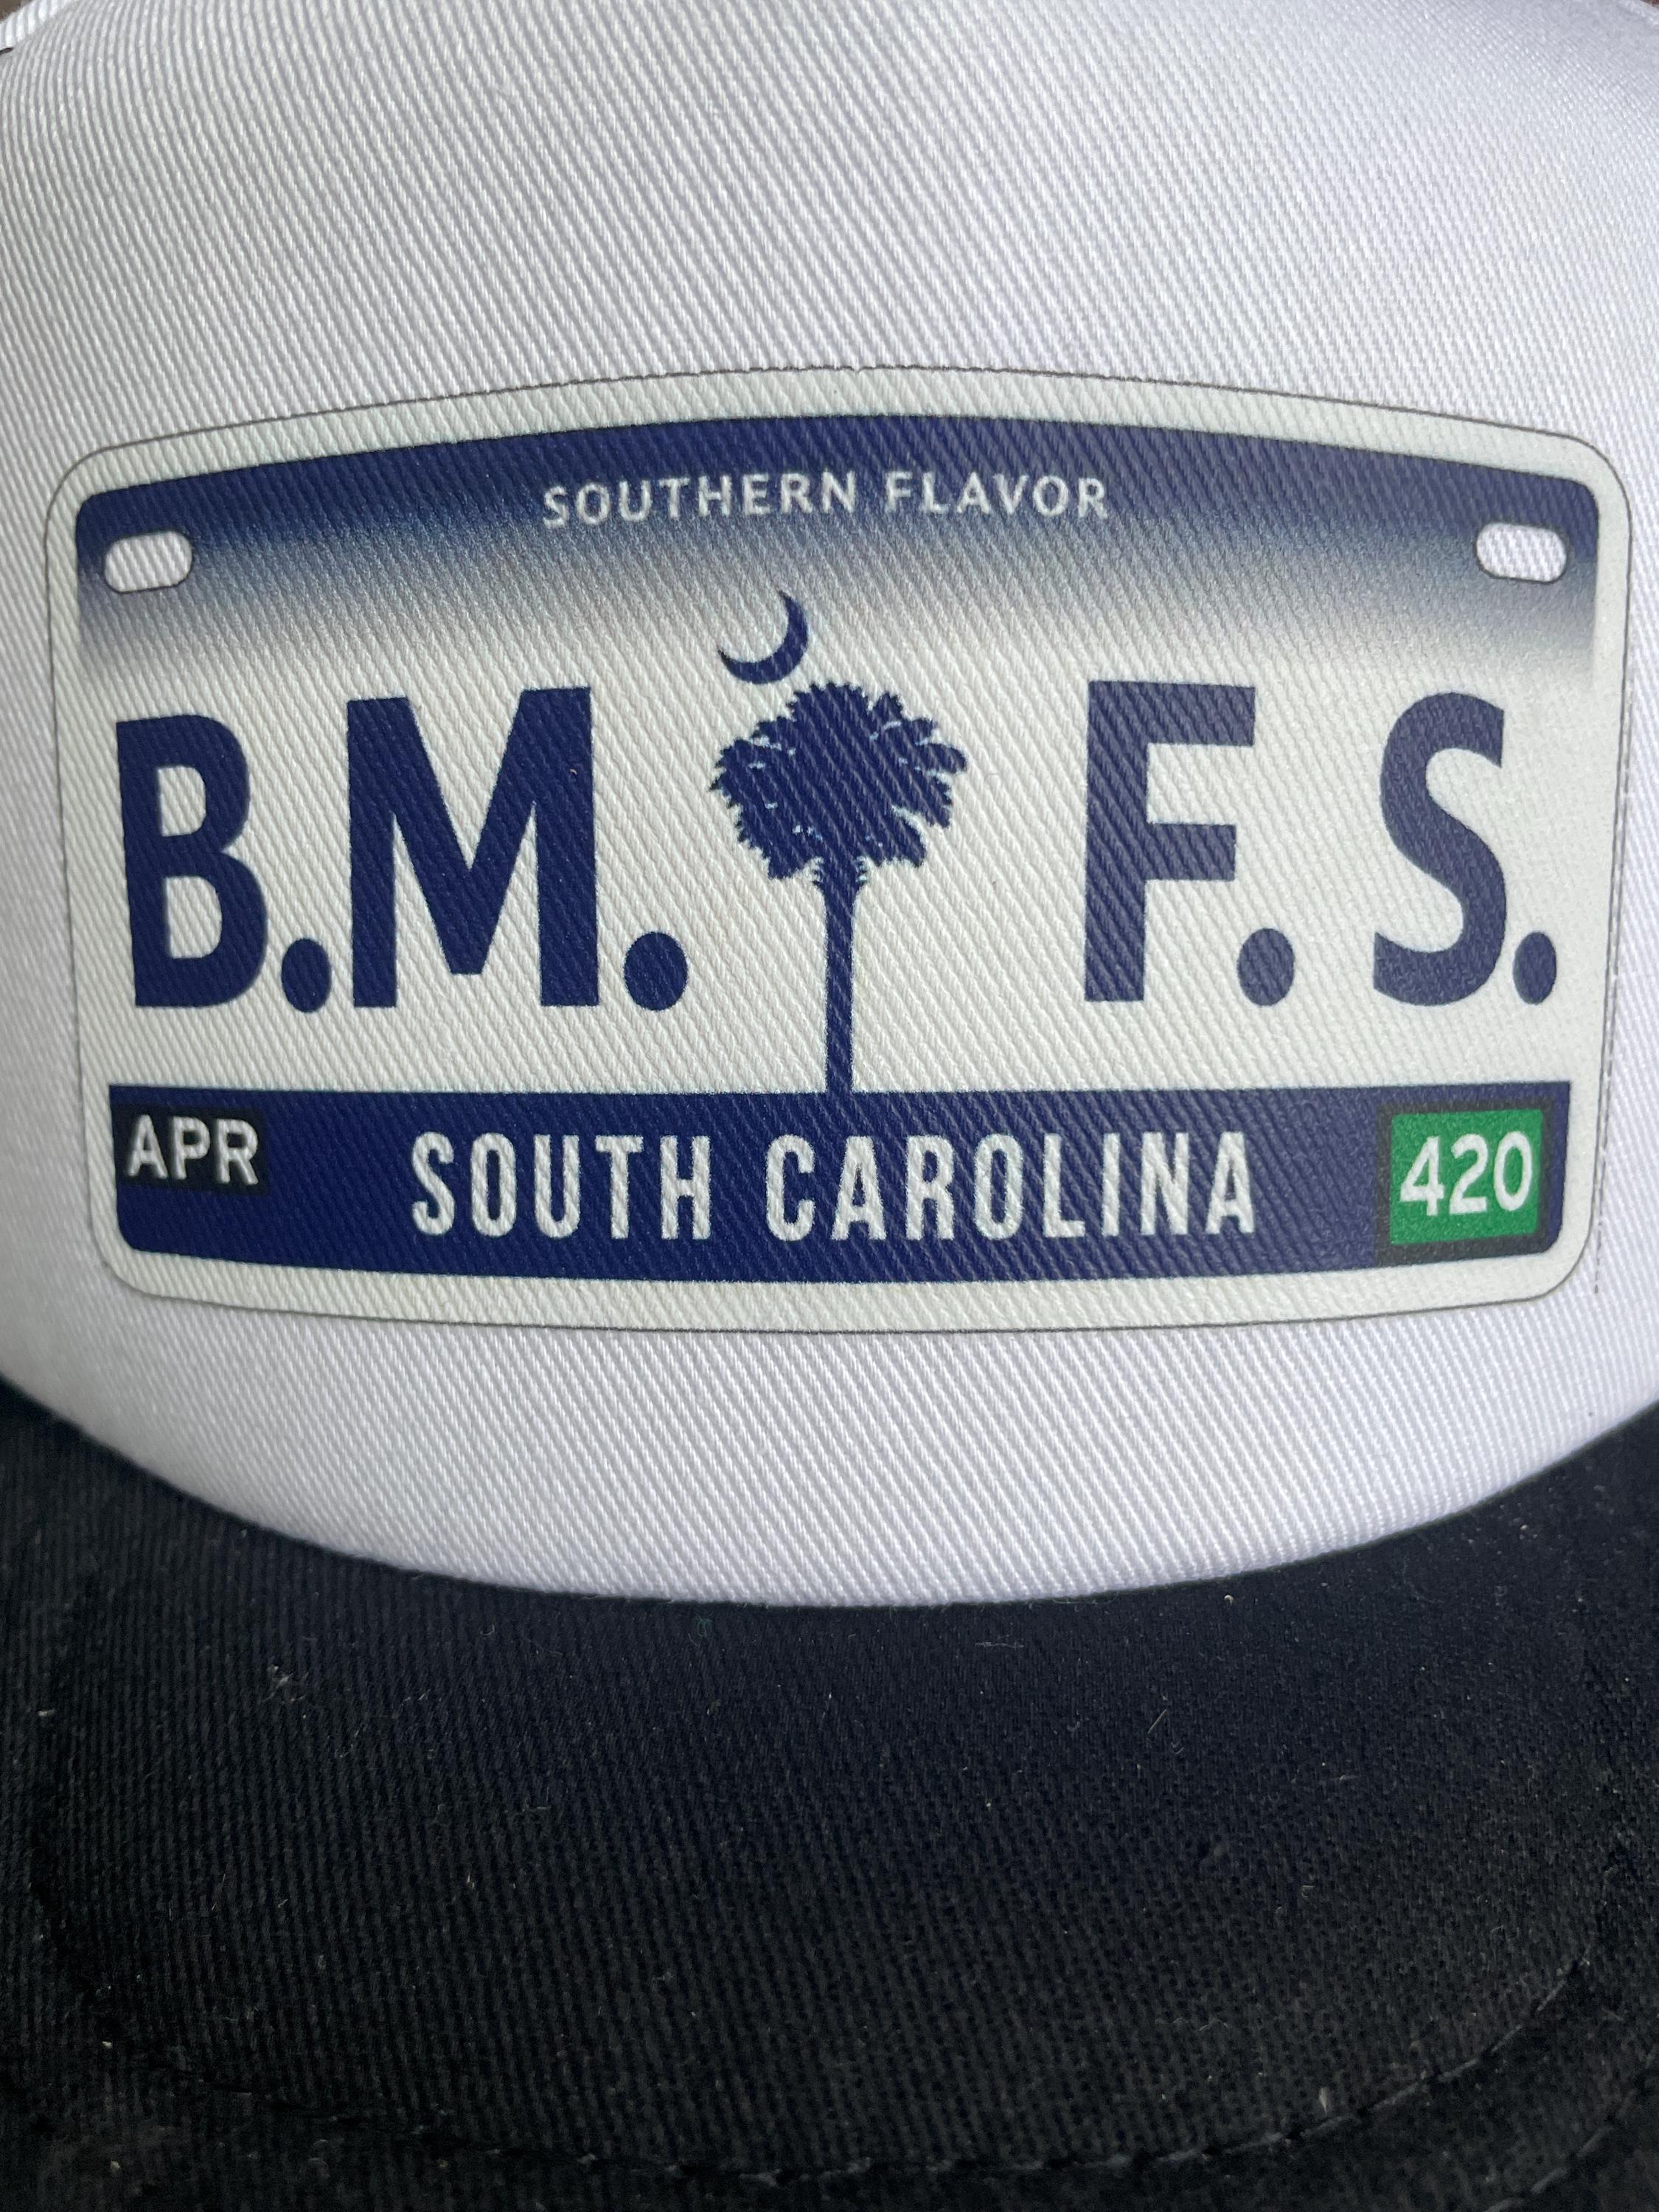 SOUTHERN FLAVOR
B.M. F.S.
APR SOUTH CAROLINA 420